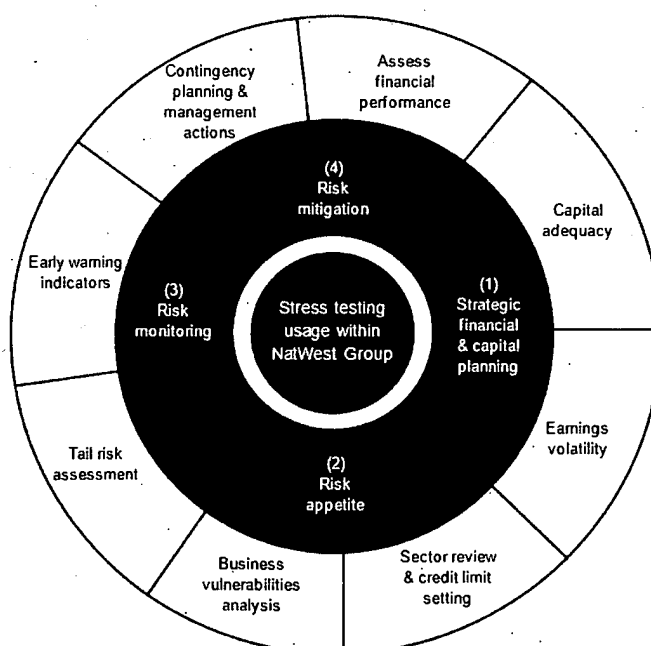 Contingency
planning &
management
actions
Assess
financial
performance
Capital
adequacy
Earnings
volatility
Sector review
& credit limit
setting
Business
vulnerabilities
analysis
Tail risk
assessment
Early warning
indicators
(4)
Risk
mitigation
(1)
Strategic
financial
& capital
planning
(2)
Risk
appetite
(3)
Risk
monitoring
Stress testing
usage within
NatWest Group